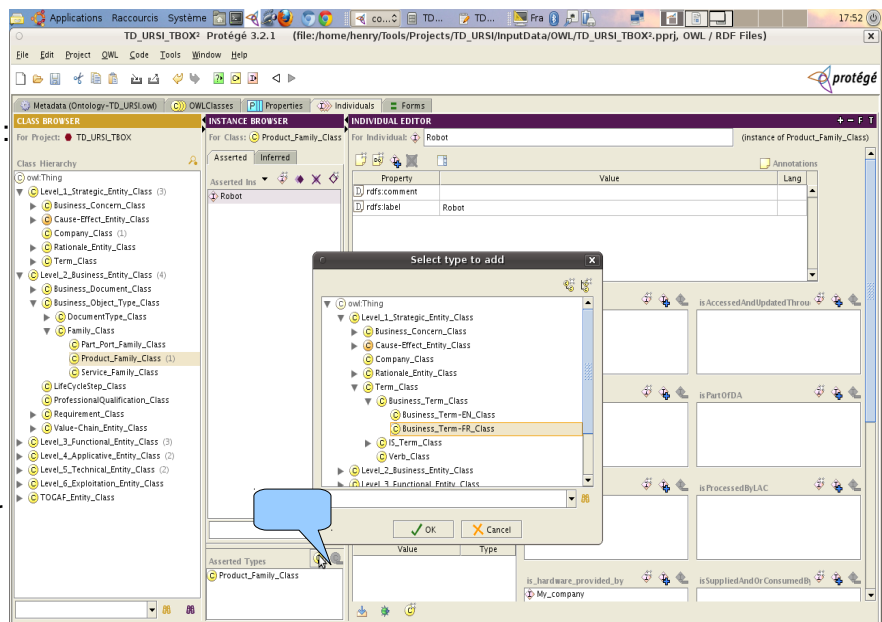 Applications Raccourcis Système co... TD... TD... Fra 17:52
TD_URSI_TBOX² Protégé 3.2.1 (file:/home/henry/Tools/Projects/TD_URSI/InputData/OWL/TD_URSI_TBOX².pprj, OWL / RDF Files)
File Edit Project OWL Code Tools Window Help
protégé
Metadata (Ontology-TD_URSI.owl) OWLClasses Properties Individuals Forms
CLASS BROWSER
For Project: TD_URSI_TBOX
Class Hierarchy
owl:Thing
Level_1_Strategic_Entity_Class (3)
Business_Concern_Class
Cause-Effect_Entity_Class
Company_Class (1)
Rationale_Entity_Class
Term_Class
Level_2_Business_Entity_Class (4)
Business_Document_Class
Business_Object_Type_Class
DocumentType_Class
Family_Class
Part_Port_Family_Class
Product_Family_Class (1)
Service_Family_Class
LifeCycleStep_Class
ProfessionalQualification_Class
Requirement_Class
Value-Chain_Entity_Class
Level_3_Functional_Entity_Class (3)
Level_4_Applicative_Entity_Class (2)
Level_5_Technical_Entity_Class (2)
Level_6_Exploitation_Entity_Class
TOGAF_Entity_Class
INSTANCE BROWSER
For Class: Product_Family_Class
Asserted Inferred
Asserted Ins
Robot
Asserted Types
Product_Family_Class
INDIVIDUAL EDITOR + - F T
For Individual: Robot (instance of Product_Family_Class)
Annotations
Property Value Lang
rdfs:comment
rdfs:label Robot
Select type to add
owl:Thing
Level_1_Strategic_Entity_Class
Business_Concern_Class
Cause-Effect_Entity_Class
Company_Class
Rationale_Entity_Class
Term_Class
Business_Term_Class
Business_Term-EN_Class
Business_Term-FR_Class
IS_Term_Class
Verb_Class
Level_2_Business_Entity_Class
Level_3_Functional_Entity_Class
OK Cancel
Value Type
isAccessedAndUpdatedThrou
isPartOfDA
isProcessedByLAC
is_hardware_provided_by
My_company
isSuppliedAndOrConsumedBy